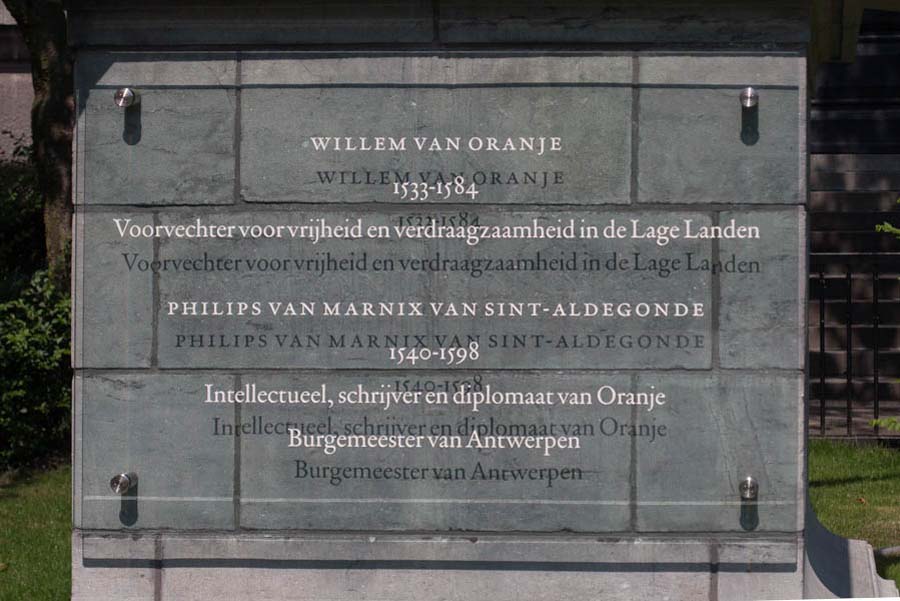 WILLEM VAN ORANJE
1533-1584
Voorvechter voor vrijheid en verdraagzaamheid in de Lage Landen
PHILIPS VAN MARNIX VAN SINT-ALDEGONDE
1540-1598
Intellectueel, schrijver en diplomaat van Oranje
Burgemeester van Antwerpen